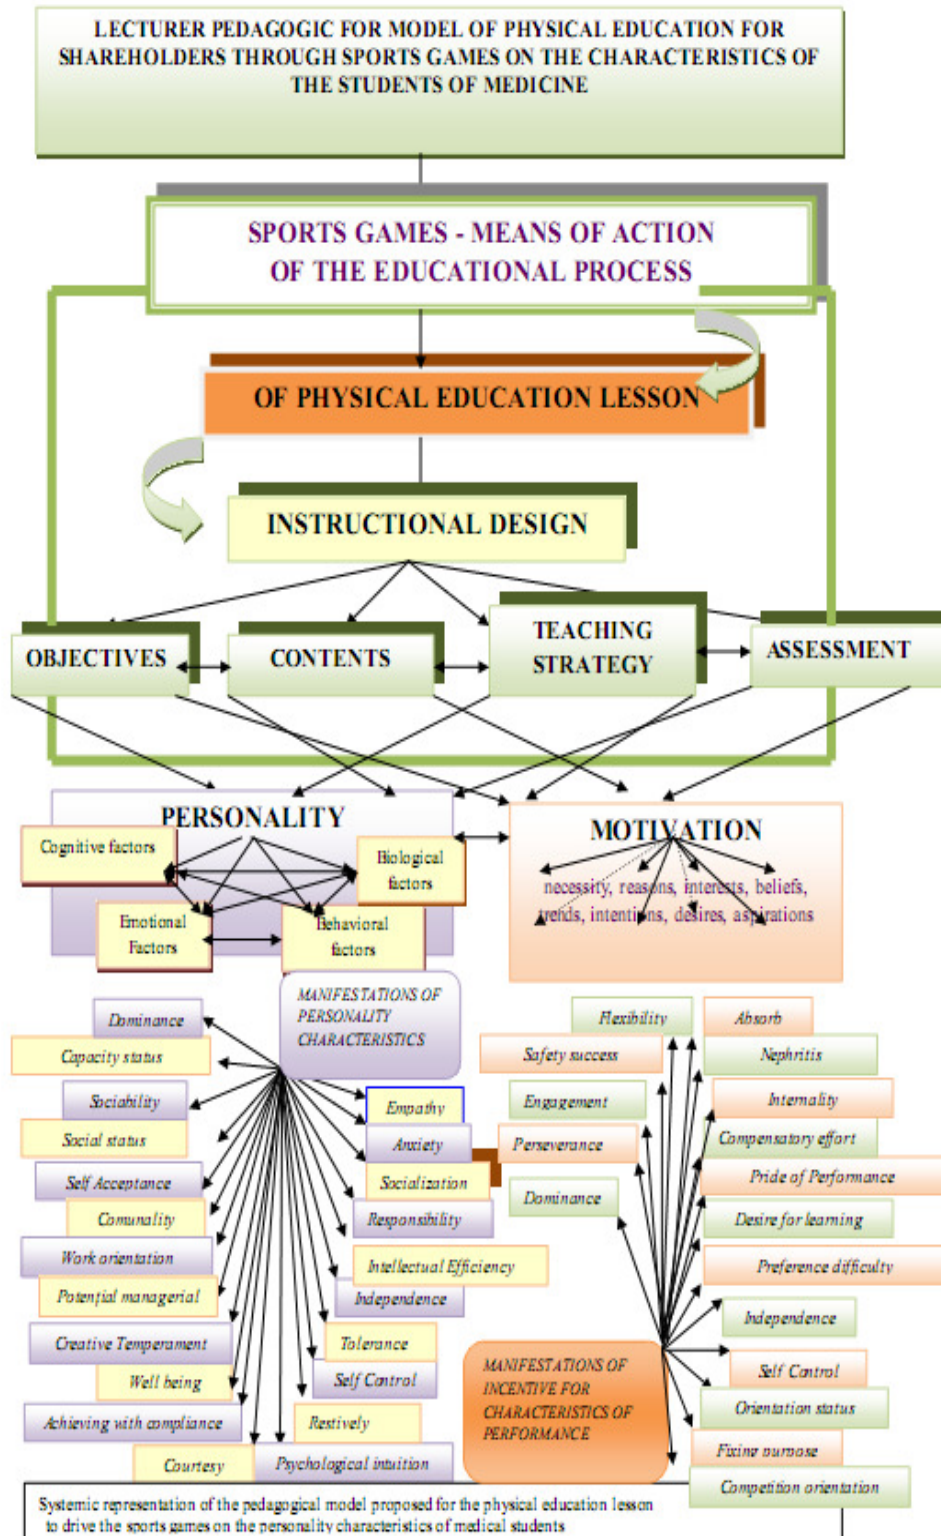 LECTURER PEDAGOGIC FOR MODEL OF PHYSICAL EDUCATION FOR
SHAREHOLDERS THROUGH SPORTS GAMES ON THE CHARACTERISTICS OF
THE STUDENTS OF MEDICINE
SPORTS GAMES - MEANS OF ACTION
OF THE EDUCATIONAL PROCESS
OF PHYSICAL EDUCATION LESSON
INSTRUCTIONAL DESIGN
OBJECTIVES
CONTENTS
TEACHING
STRATEGY
ASSESSMENT
PERSONALITY
Cognitive factors
Biological
factors
Emotional
Factors
Behavioral
factors
MOTIVATION
necessity, reasons, interests, beliefs,
trends, intentions, desires, aspirations
MANIFESTATIONS OF
PERSONALITY
CHARACTERISTICS
Dominance
Capacity status
Sociability
Social status
Self Acceptance
Comunality
Work orientation
Potential managerial
Creative Temperament
Well being
Achieving with compliance
Courtesy
Empathy
Anxiety
Socialization
Responsibility
Intellectual Efficiency
Independence
Tolerance
Self Control
Restively
Psychological intuition
Flexibility
Safety success
Engagement
Perseverance
Dominance
Absorb
Nephritis
Internality
Compensatory effort
Pride of Performance
Desire for learning
Preference difficulty
Independence
Self Control
Orientation status
Fixing purpose
Competition orientation
MANIFESTATIONS OF
INCENTIVE FOR
CHARACTERISTICS OF
PERFORMANCE
Systemic representation of the pedagogical model proposed for the physical education lesson
to drive the sports games on the personality characteristics of medical students